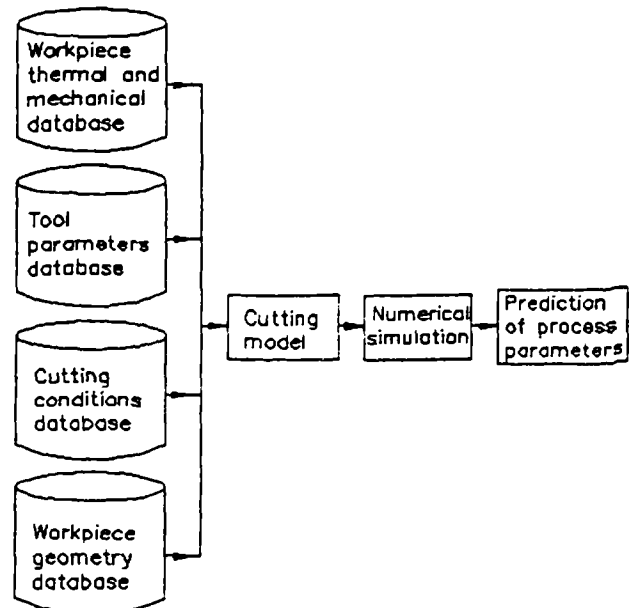 Workpiece
thermal and
mechanical
database
Tool
parameters
database
Cutting
conditions
database
Workpiece
geometry
database
Cutting
model
Numerical
simulation
Prediction
of process
parameters